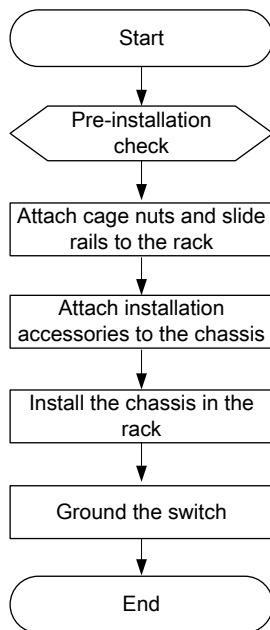 Start
Pre-installation
check
Attach cage nuts and slide
rails to the rack
Attach installation
accessories to the chassis
Install the chassis in the
rack
Ground the switch
End